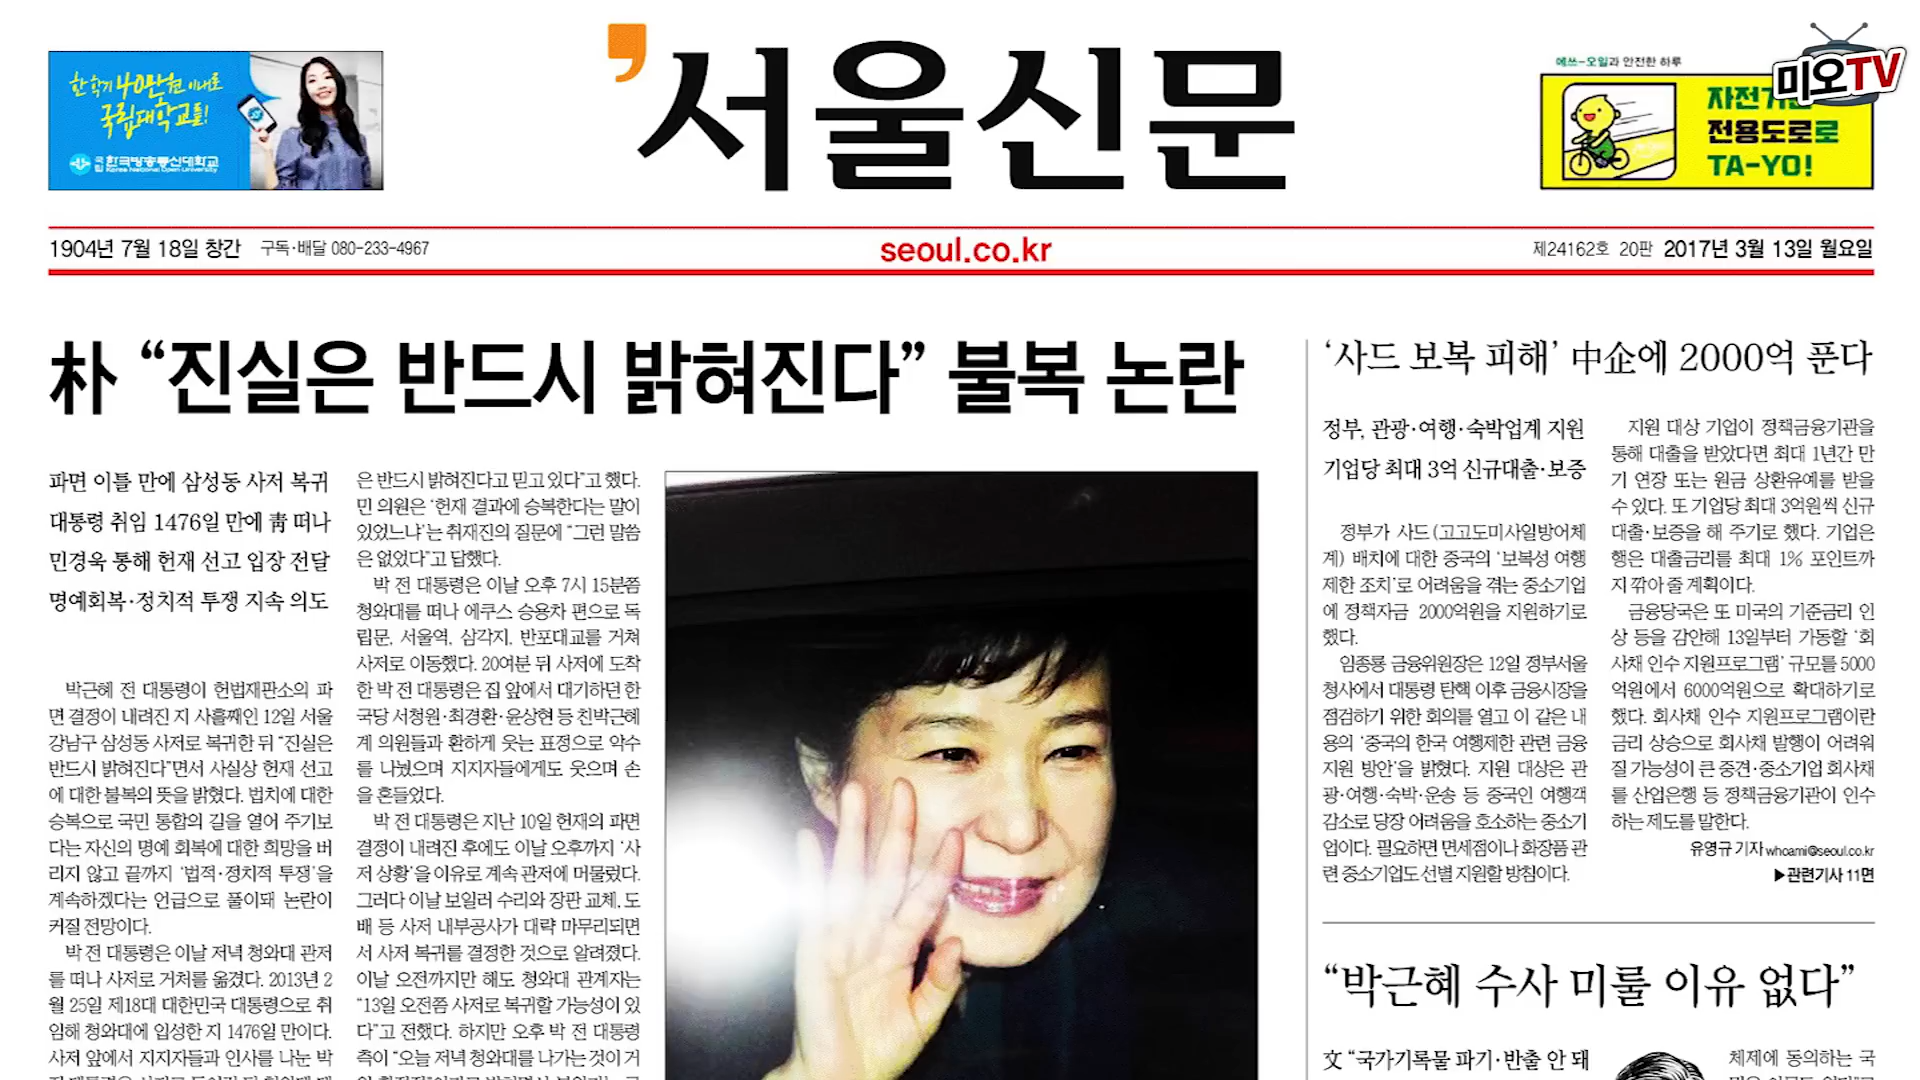 한 학기 40만원 이내로
국립대학교를!
국립 한국방송통신대학교
Korea National Open University
'서울신문
에쓰-오일과 안전한 하루
자전거는
전용도로로
TA-YO!
미오TV
1904년 7월 18일 창간 구독·배달 080-233-4967
seoul.co.kr
제24162호 20판 2017년 3월 13일 월요일
朴 “진실은 반드시 밝혀진다” 불복 논란
파면 이틀 만에 삼성동 사저 복귀
대통령 취임 1476일 만에 靑 떠나
민경욱 통해 헌재 선고 입장 전달
명예회복·정치적 투쟁 지속 의도
박근혜 전 대통령이 헌법재판소의 파
면 결정이 내려진 지 사흘째인 12일 서울
강남구 삼성동 사저로 복귀한 뒤 “진실은
반드시 밝혀진다”면서 사실상 헌재 선고
에 대한 불복의 뜻을 밝혔다. 법치에 대한
승복으로 국민 통합의 길을 열어 주기보
다는 자신의 명예 회복에 대한 희망을 버
리지 않고 끝까지 ‘법적·정치적 투쟁’을
계속하겠다는 언급으로 풀이돼 논란이
커질 전망이다.
박 전 대통령은 이날 저녁 청와대 관저
를 떠나 사저로 거처를 옮겼다. 2013년 2
월 25일 제18대 대한민국 대통령으로 취
임해 청와대에 입성한 지 1476일 만이다.
사저 앞에서 지지자들과 인사를 나눈 박
은 반드시 밝혀진다고 믿고 있다”고 했다.
민 의원은 ‘헌재 결과에 승복한다는 말이
있었느냐’는 취재진의 질문에 “그런 말씀
은 없었다”고 답했다.
박 전 대통령은 이날 오후 7시 15분쯤
청와대를 떠나 에쿠스 승용차 편으로 독
립문, 서울역, 삼각지, 반포대교를 거쳐
사저로 이동했다. 20여분 뒤 사저에 도착
한 박 전 대통령은 집 앞에서 대기하던 한
국당 서청원·최경환·윤상현 등 친박근혜
계 의원들과 환하게 웃는 표정으로 악수
를 나눴으며 지지자들에게도 웃으며 손
을 흔들었다.
박 전 대통령은 지난 10일 헌재의 파면
결정이 내려진 후에도 이날 오후까지 ‘사
저 상황’을 이유로 계속 관저에 머물렀다.
그러다 이날 보일러 수리와 장판 교체, 도
배 등 사저 내부공사가 대략 마무리되면
서 사저 복귀를 결정한 것으로 알려졌다.
이날 오전까지만 해도 청와대 관계자는
“13일 오전쯤 사저로 복귀할 가능성이 있
다”고 전했다. 하지만 오후 박 전 대통령
측이 “오늘 저녁 청와대를 나가는 것이 거
‘사드 보복 피해’ 中企에 2000억 푼다
정부, 관광·여행·숙박업계 지원
기업당 최대 3억 신규대출·보증
정부가 사드(고고도미사일방어체
계) 배치에 대한 중국의 ‘보복성 여행
제한 조치’로 어려움을 겪는 중소기업
에 정책자금 2000억원을 지원하기로
했다.
임종룡 금융위원장은 12일 정부서울
청사에서 대통령 탄핵 이후 금융시장을
점검하기 위한 회의를 열고 이 같은 내
용의 ‘중국의 한국 여행제한 관련 금융
지원 방안’을 밝혔다. 지원 대상은 관
광·여행·숙박·운송 등 중국인 여행객
감소로 당장 어려움을 호소하는 중소기
업이다. 필요하면 면세점이나 화장품 관
련 중소기업도 선별 지원할 방침이다.
지원 대상 기업이 정책금융기관을
통해 대출을 받았다면 최대 1년간 만
기 연장 또는 원금 상환유예를 받을
수 있다. 또 기업당 최대 3억원씩 신규
대출·보증을 해 주기로 했다. 기업은
행은 대출금리를 최대 1% 포인트까
지 깎아 줄 계획이다.
금융당국은 또 미국의 기준금리 인
상 등을 감안해 13일부터 가동할 ‘회
사채 인수 지원프로그램’ 규모를 5000
억원에서 6000억원으로 확대하기로
했다. 회사채 인수 지원프로그램이란
금리 상승으로 회사채 발행이 어려워
질 가능성이 큰 중견·중소기업 회사채
를 산업은행 등 정책금융기관이 인수
하는 제도를 말한다.
유영규 기자 whoami@seoul.co.kr
▶관련기사 11면
“박근혜 수사 미룰 이유 없다”
文 “국가기록물 파기·반출 안 돼
체제에 동의하는 국